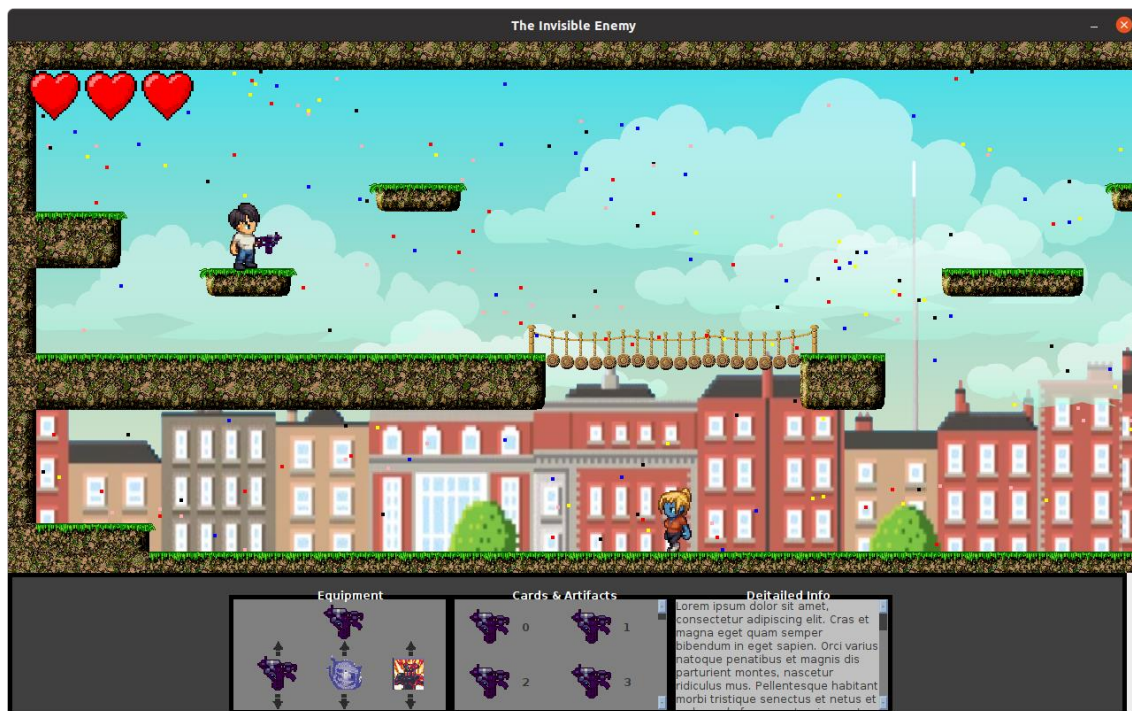 The Invisible Enemy
Equipment
Cards & Artifacts
0
1
2
3
Deitailed Info
Lorem ipsum dolor sit amet,
consectetur adipiscing elit. Cras et
magna eget quam semper
bibendum in eget sapien. Orci varius
natoque penatibus et magnis dis
parturient montes, nascetur
ridiculus mus. Pellentesque habitant
morbi tristique senectus et netus et